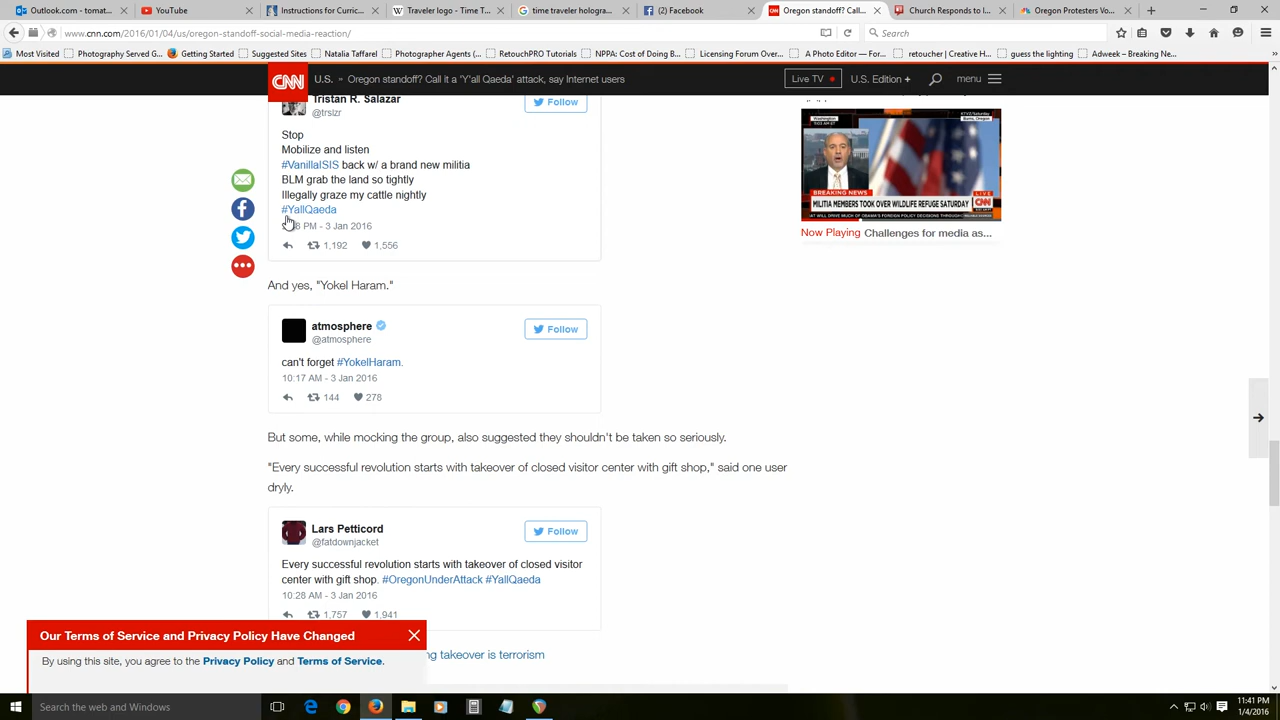 Outlook.com - tomat...
YouTube
Instructions for Curric...
Traveler logo - Time T...
time traveler hologra...
(2) Facebook
Oregon standoff? Call...
Church Responds to I...
Oregon Protesters Vo...
www.cnn.com/2016/01/04/us/oregon-standoff-social-media-reaction/
Search
Most Visited
Photography Served G...
Getting Started
Suggested Sites
Natalia Taffarel
Photographer Agents (...
RetouchPRO Tutorials
NPPA: Cost of Doing B...
Licensing Forum Over...
A Photo Editor — You...
retoucher | Creative H...
guess the lighting
Adweek – Breaking Ne...
CNN
U.S. » Oregon standoff? Call it a 'Y'all Qaeda' attack, say Internet users
Live TV
U.S. Edition +
menu
Tristan R. Salazar
@trslzr
Follow
Stop
Mobilize and listen
#VanillaISIS back w/ a brand new militia
BLM grab the land so tightly
Illegally graze my cattle nightly
#YallQaeda
8 PM - 3 Jan 2016
1,192
1,556
BREAKING NEWS
MILITIA MEMBERS TOOK OVER WILDLIFE REFUGE SATURDAY
CNN
Now Playing Challenges for media as...
And yes, "Yokel Haram."
atmosphere
@atmosphere
Follow
can't forget #YokelHaram.
10:17 AM - 3 Jan 2016
144
278
But some, while mocking the group, also suggested they shouldn't be taken so seriously.
"Every successful revolution starts with takeover of closed visitor center with gift shop," said one user
dryly.
Lars Petticord
@fatdownjacket
Follow
Every successful revolution starts with takeover of closed visitor
center with gift shop. #OregonUnderAttack #YallQaeda
10:28 AM - 3 Jan 2016
1,757
1,941
Our Terms of Service and Privacy Policy Have Changed
By using this site, you agree to the Privacy Policy and Terms of Service.
takeover is terrorism
Search the web and Windows
11:41 PM
1/4/2016